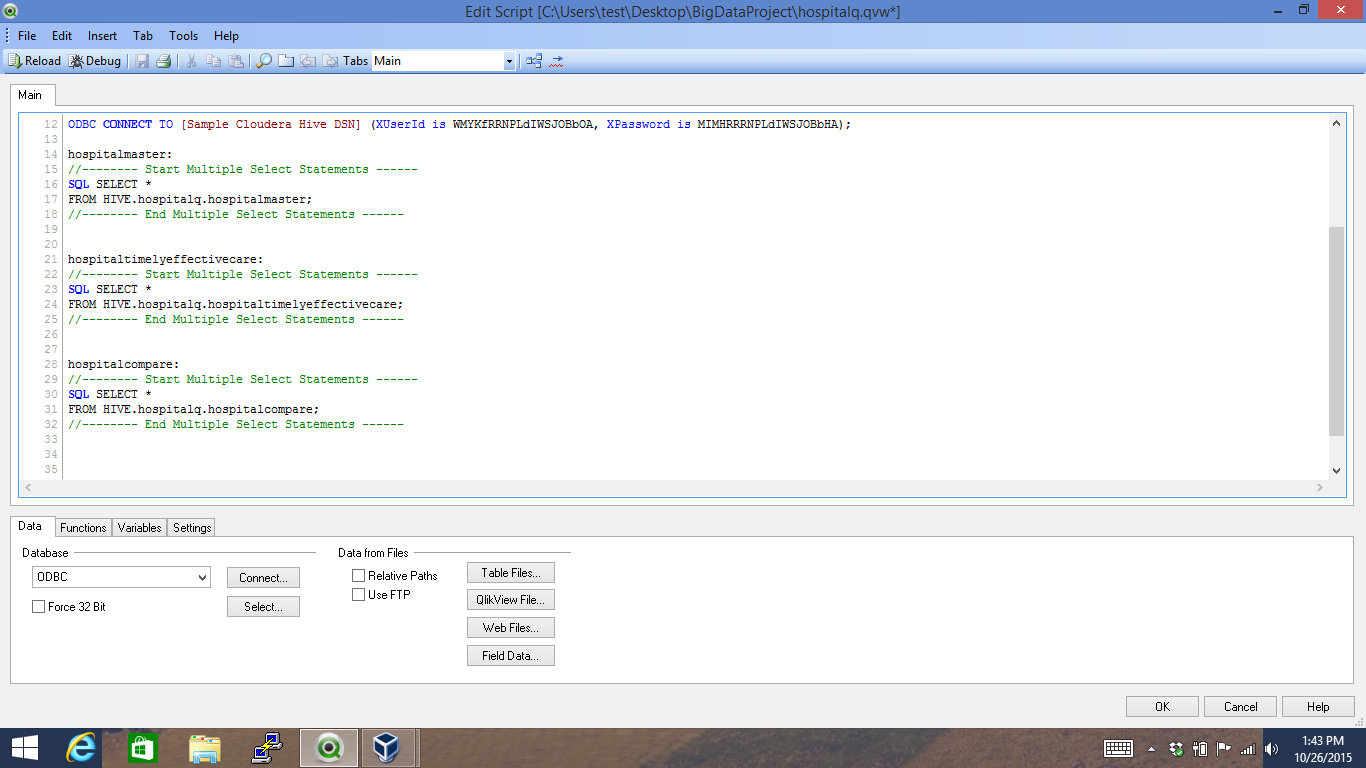 Edit Script [C:\Users\test\Desktop\BigDataProject\hospitalq.qvw*]
File Edit Insert Tab Tools Help
Reload Debug Tabs Main
Main
12 ODBC CONNECT TO [Sample Cloudera Hive DSN] (XUserId is WMYKfRRNPLdIWSJOBbOA, XPassword is MIMHRRRNPLdIWSJOBbHA);
13
14 hospitalmaster:
15 //-------- Start Multiple Select Statements ------
16 SQL SELECT *
17 FROM HIVE.hospitalq.hospitalmaster;
18 //-------- End Multiple Select Statements ------
19
20
21 hospitaltimelyeffectivecare:
22 //-------- Start Multiple Select Statements ------
23 SQL SELECT *
24 FROM HIVE.hospitalq.hospitaltimelyeffectivecare;
25 //-------- End Multiple Select Statements ------
26
27
28 hospitalcompare:
29 //-------- Start Multiple Select Statements ------
30 SQL SELECT *
31 FROM HIVE.hospitalq.hospitalcompare;
32 //-------- End Multiple Select Statements ------
33
34
35
Data Functions Variables Settings
Database Data from Files
ODBC Connect... Relative Paths Table Files...
Force 32 Bit Select... Use FTP QlikView File...
Web Files...
Field Data...
OK Cancel Help
1:43 PM
10/26/2015